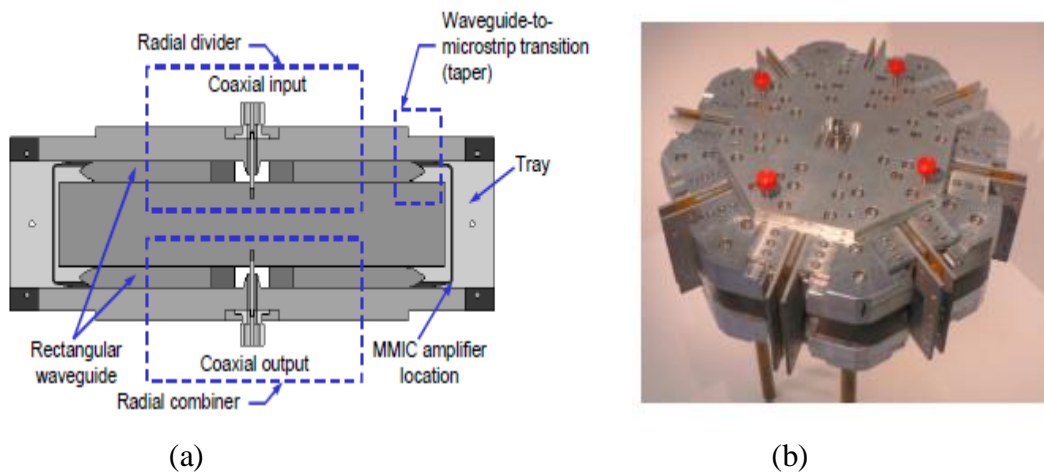 Waveguide-to-
microstrip transition
(taper)
Radial divider
Coaxial input
Tray
Rectangular
waveguide
Coaxial output
MMIC amplifier
location
Radial combiner
(a)
(b)